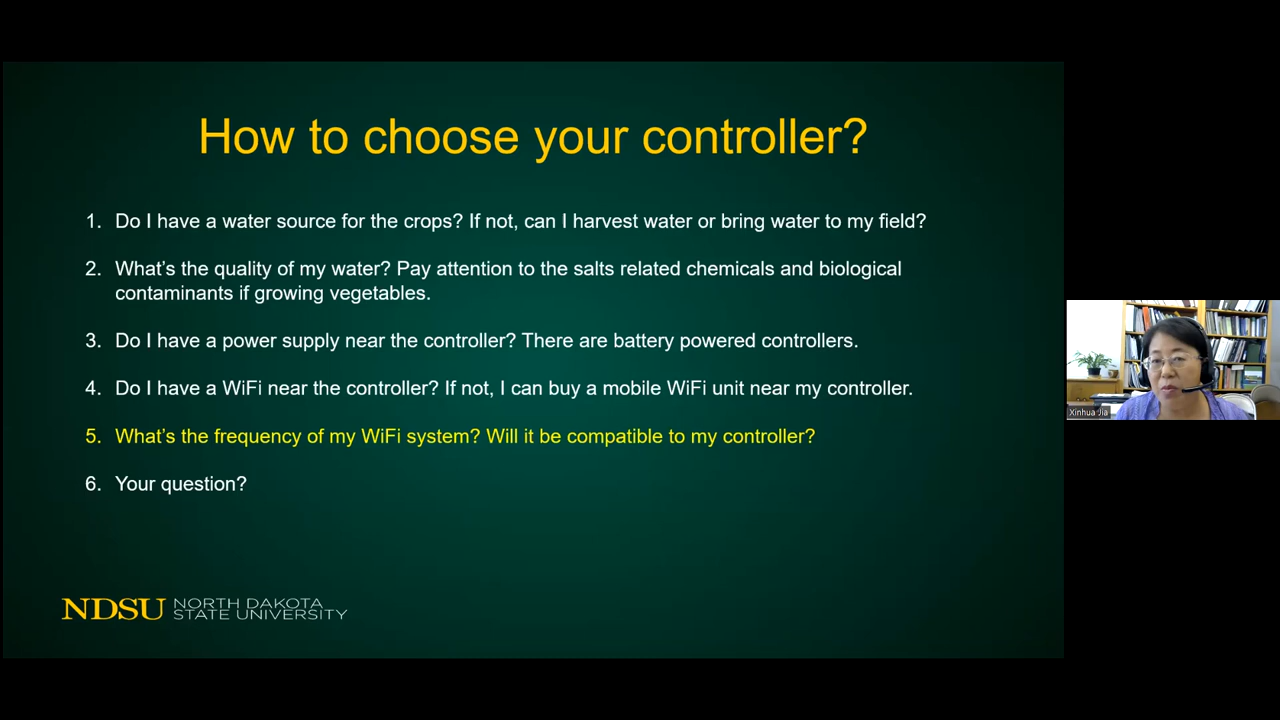 How to choose your controller?
1. Do I have a water source for the crops? If not, can I harvest water or bring water to my field?
2. What’s the quality of my water? Pay attention to the salts related chemicals and biological
contaminants if growing vegetables.
3. Do I have a power supply near the controller? There are battery powered controllers.
4. Do I have a WiFi near the controller? If not, I can buy a mobile WiFi unit near my controller.
5. What’s the frequency of my WiFi system? Will it be compatible to my controller?
6. Your question?
NDSU NORTH DAKOTA
STATE UNIVERSITY
Xinhua Jia